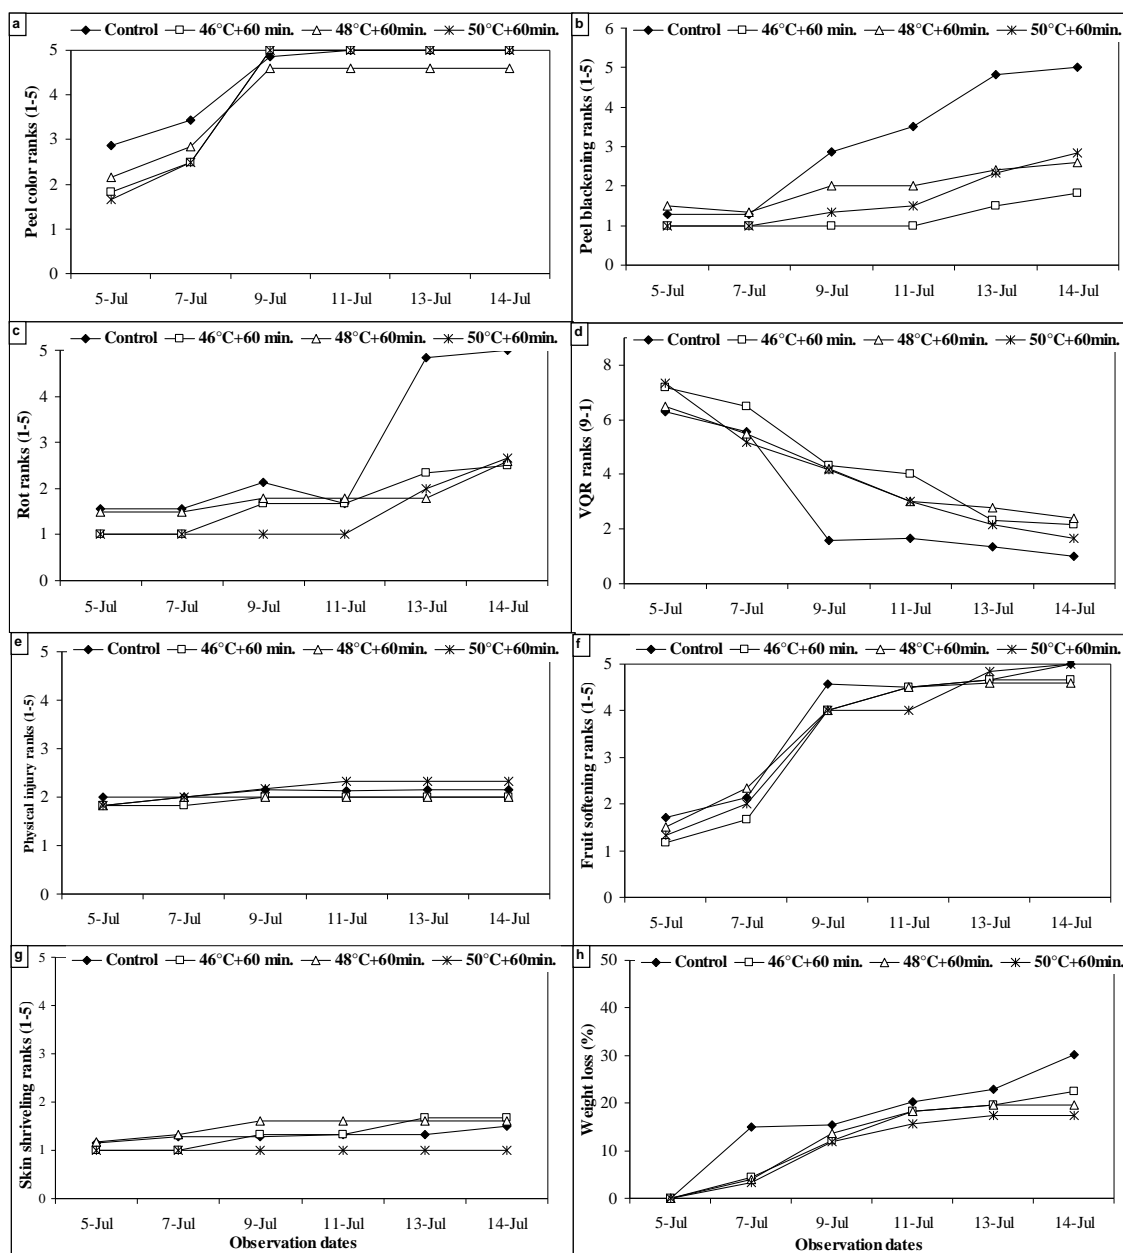 a
Control 46°C+60 min. 48°C+60min. 50°C+60min.
Peel color ranks (1-5)
5
4
3
2
1
0
5-Jul 7-Jul 9-Jul 11-Jul 13-Jul 14-Jul
b
Control 46°C+60 min. 48°C+60min. 50°C+60min.
Peel blackening ranks (1-5)
6
5
4
3
2
1
0
5-Jul 7-Jul 9-Jul 11-Jul 13-Jul 14-Jul
c
Control 46°C+60 min. 48°C+60min. 50°C+60min.
Rot ranks (1-5)
5
4
3
2
1
0
5-Jul 7-Jul 9-Jul 11-Jul 13-Jul 14-Jul
d
Control 46°C+60 min. 48°C+60min. 50°C+60min.
VQR ranks (9-1)
8
6
4
2
0
5-Jul 7-Jul 9-Jul 11-Jul 13-Jul 14-Jul
e
Control 46°C+60 min. 48°C+60min. 50°C+60min.
Physical injury ranks (1-5)
5
4
3
2
1
0
5-Jul 7-Jul 9-Jul 11-Jul 13-Jul 14-Jul
f
Control 46°C+60 min. 48°C+60min. 50°C+60min.
Fruit softening ranks (1-5)
5
4
3
2
1
0
5-Jul 7-Jul 9-Jul 11-Jul 13-Jul 14-Jul
g
Control 46°C+60 min. 48°C+60min. 50°C+60min.
Skin shriveling ranks (1-5)
5
4
3
2
1
0
5-Jul 7-Jul 9-Jul 11-Jul 13-Jul 14-Jul
Observation dates
h
Control 46°C+60 min. 48°C+60min. 50°C+60min.
Weight loss (%)
50
40
30
20
10
0
5-Jul 7-Jul 9-Jul 11-Jul 13-Jul 14-Jul
Observation dates